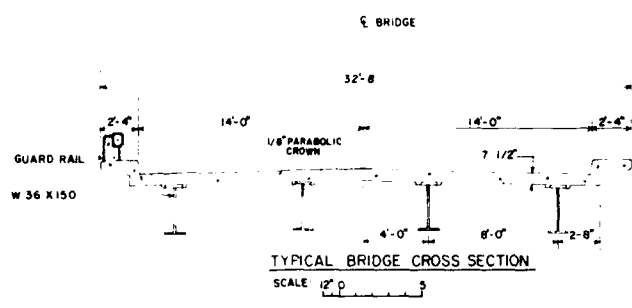 ℄ BRIDGE
32'-8
2'-4"
14'-0"
14'-0"
2'-4"
1/8" PARABOLIC
CROWN
7 1/2"
GUARD RAIL
W 36 X 150
4'-0"
8'-0"
2-8"
TYPICAL BRIDGE CROSS SECTION
SCALE 12" 0 5